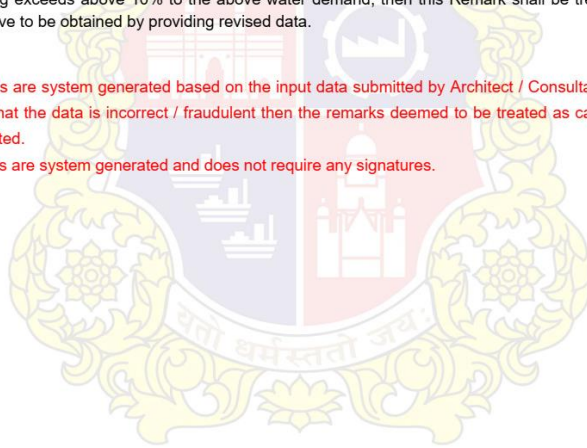 g exceeds above 10% to the above water demand, then this Remark shall be tre
ve to be obtained by providing revised data.
s are system generated based on the input data submitted by Architect / Consulta
hat the data is incorrect / fraudulent then the remarks deemed to be treated as ca
ted.
s are system generated and does not require any signatures.
यतो धर्मस्ततो जय: